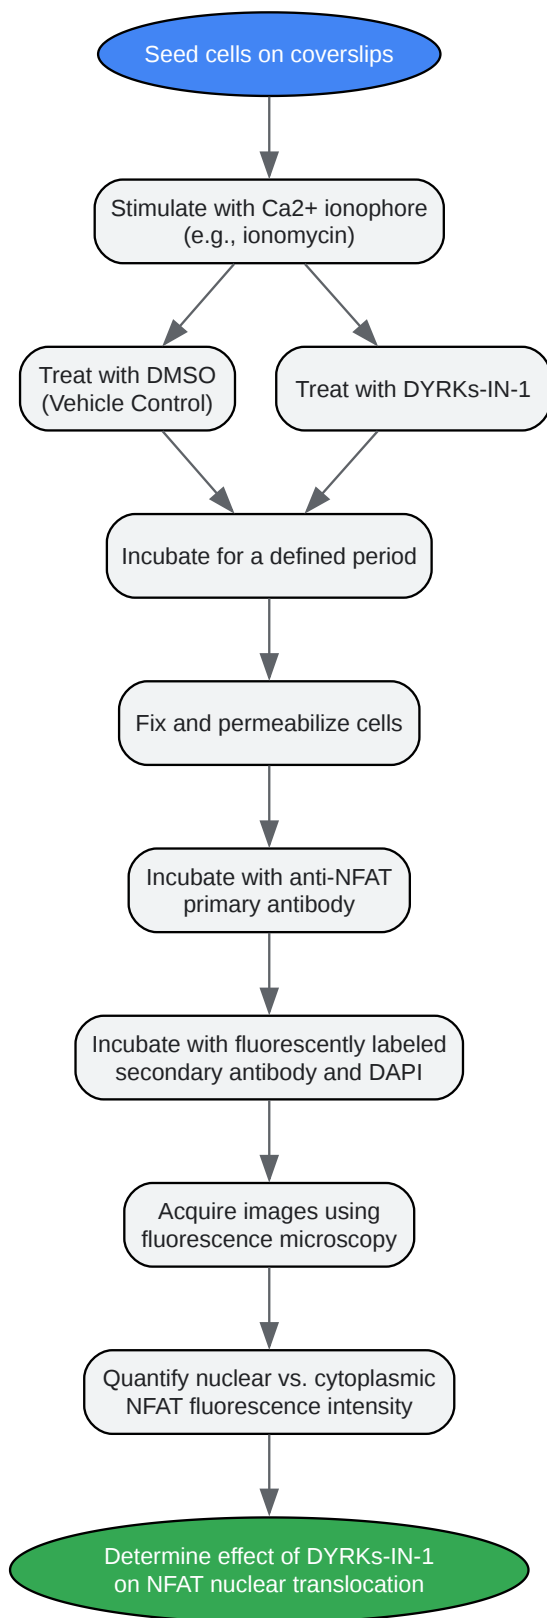 Seed cells on coverslips
Stimulate with Ca2+ ionophore
(e.g., ionomycin)
Treat with DMSO
(Vehicle Control)
Treat with DYRKs-IN-1
Incubate for a defined period
Fix and permeabilize cells
Incubate with anti-NFAT
primary antibody
Incubate with fluorescently labeled
secondary antibody and DAPI
Acquire images using
fluorescence microscopy
Quantify nuclear vs. cytoplasmic
NFAT fluorescence intensity
Determine effect of DYRKs-IN-1
on NFAT nuclear translocation